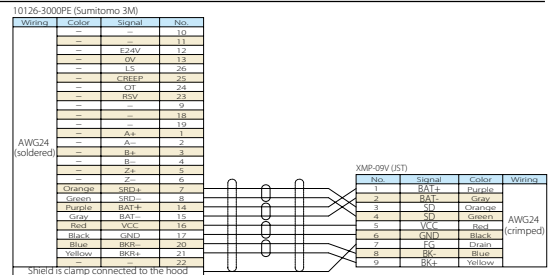 10126-3000PE (Sumitomo 3M)
Wiring Color Signal No.
– – 10
– – 11
– E24V 12
– 0V 13
– LS 26
– CREEP 25
– OT 24
– RSV 23
– – 9
– – 18
– – 19
– A+ 1
– A– 2
– B+ 3
– B– 4
– Z+ 5
– Z– 6
Orange SRD+ 7
Green SRD– 8
Purple BAT+ 14
Gray BAT– 15
Red VCC 16
Black GND 17
Blue BKR– 20
Yellow BKR+ 21
– – 22
AWG24
(soldered)
Shield is clamp connected to the hood
XMP-09V (JST)
No. Signal Color Wiring
1 BAT+ Purple
2 BAT- Gray
3 SD Orange
4 SD Green
5 VCC Red
6 GND Black
7 FG Drain
8 BK- Blue
9 BK+ Yellow
AWG24
(crimped)